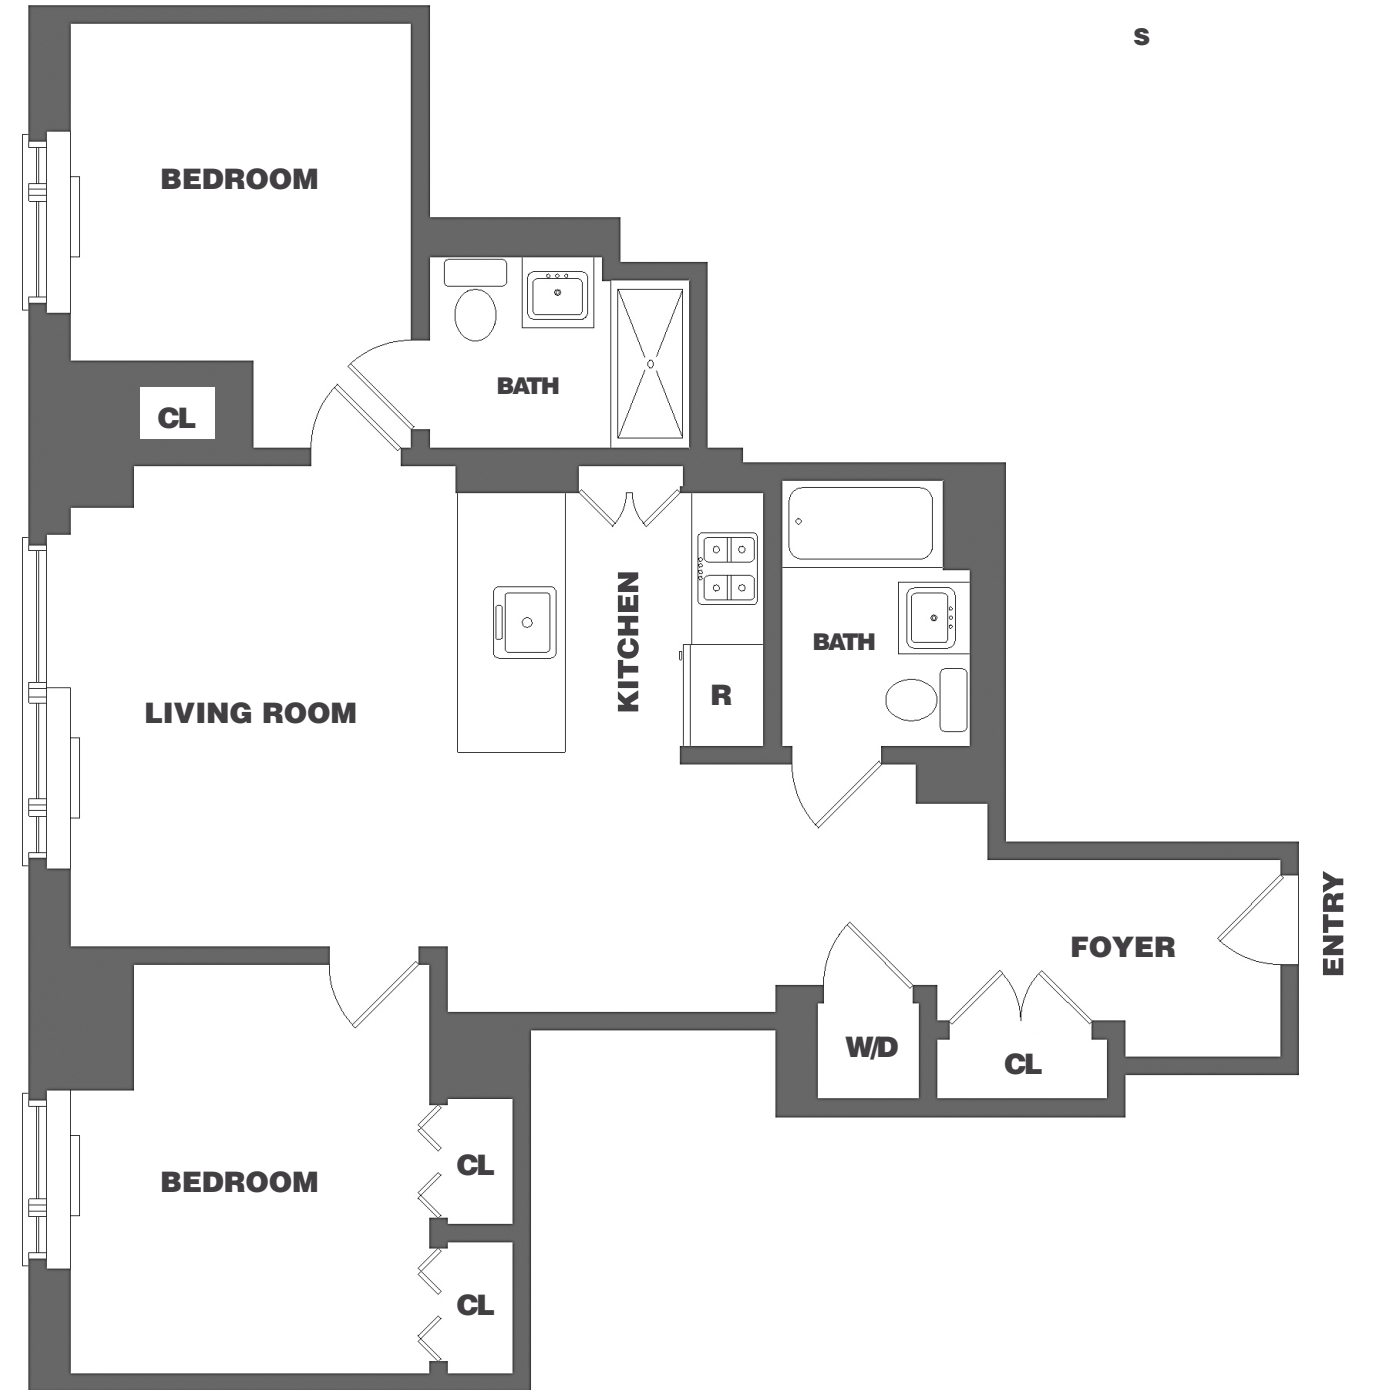 S
BEDROOM
BATH
CL
KITCHEN
BATH
R
LIVING ROOM
ENTRY
FOYER
W/D
CL
CL
BEDROOM
CL